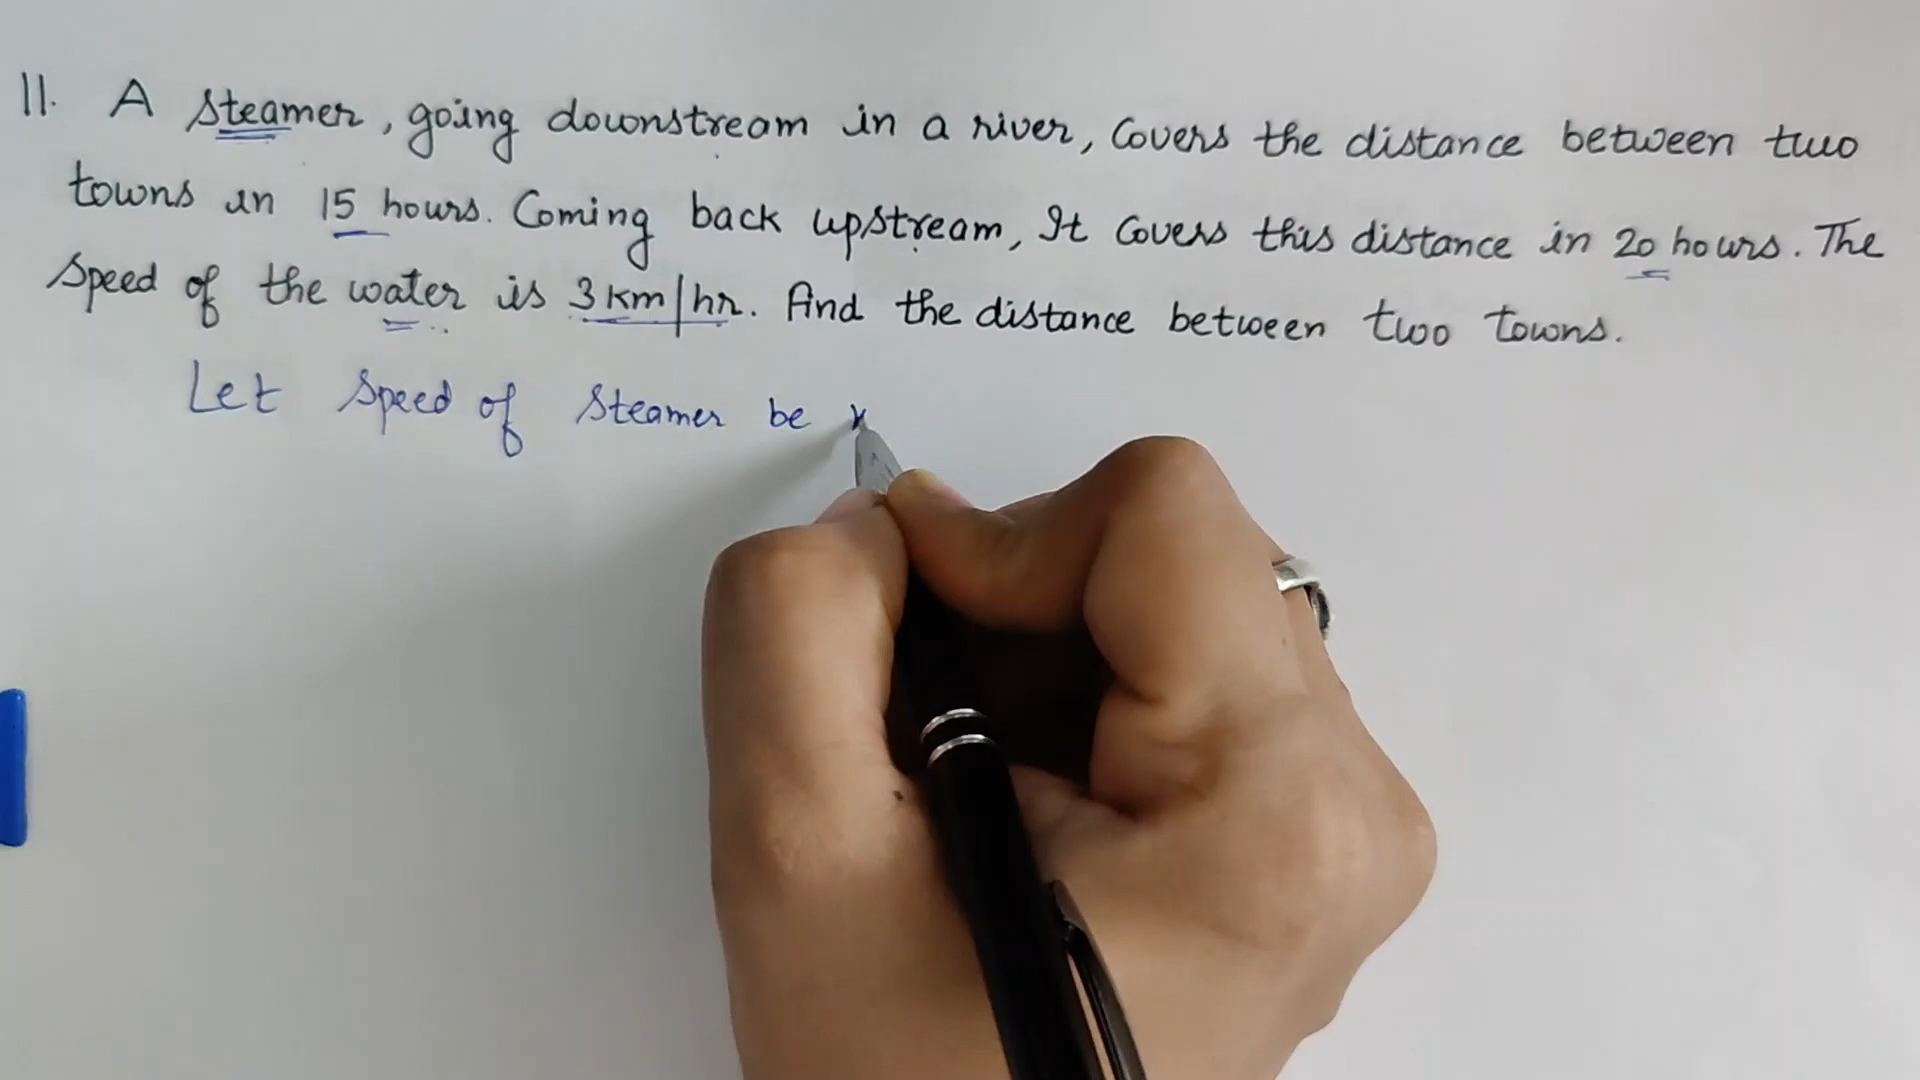 11. A steamer, going downstream in a river, Covers the distance between two
towns in 15 hours. Coming back upstream, It Covers this distance in 20 hours. The
Speed of the water is 3 km/hr. Find the distance between two towns.
Let Speed of Steamer be x